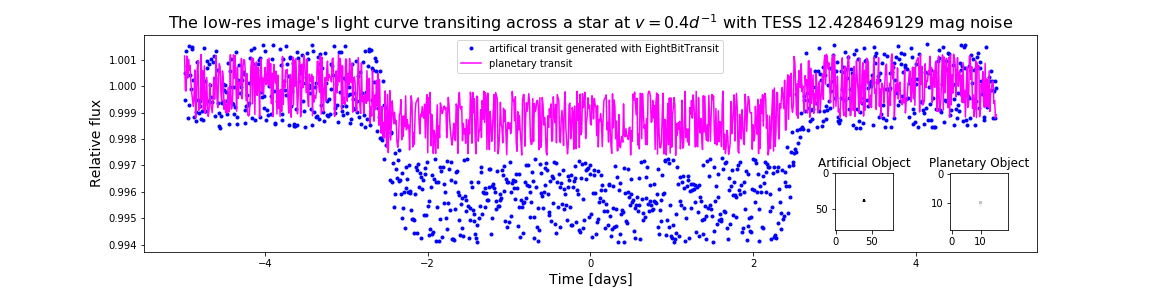 The low-res image's light curve transiting across a star at v = 0.4d⁻¹ with TESS 12.428469129 mag noise
artifical transit generated with EightBitTransit
planetary transit
Relative flux
1.001
1.000
0.999
0.998
0.997
0.996
0.995
0.994
Artificial Object
0
50
0 50
Planetary Object
0
10
0 10
−4 −2 0 2 4
Time [days]